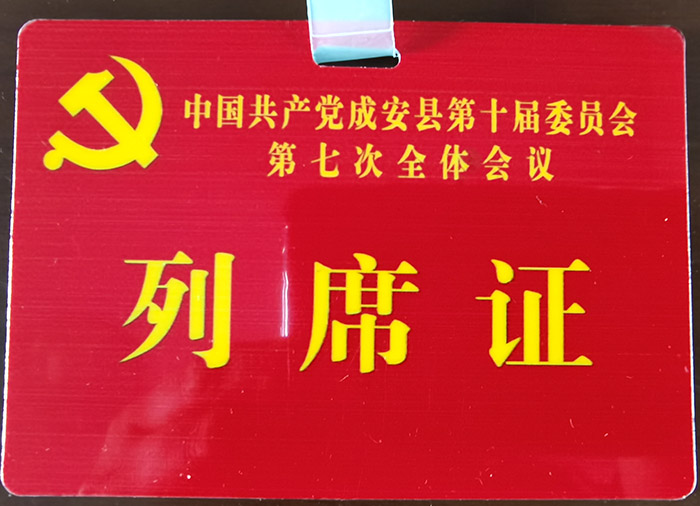 中国共产党成安县第十届委员会
第七次全体会议
列席证